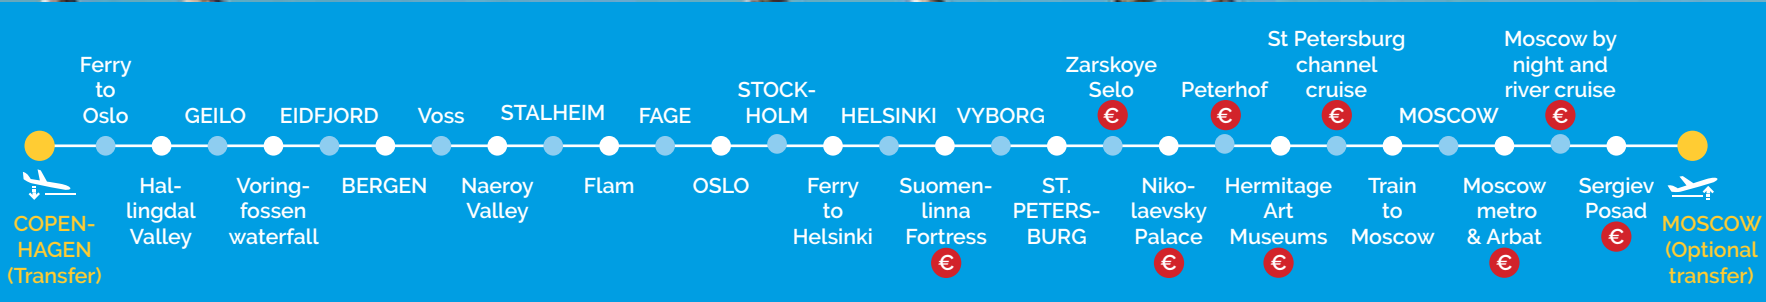 COPEN-
HAGEN
(Transfer)
Ferry
to
Oslo
Hal-
lingdal
Valley
GEILO
Voring-
fossen
waterfall
EIDFJORD
BERGEN
Voss
Naeroy
Valley
STALHEIM
Flam
FAGE
OSLO
STOCK-
HOLM
Ferry
to
Helsinki
HELSINKI
Suomen-
linna
Fortress
€
VYBORG
ST.
PETERS-
BURG
Zarskoye
Selo
€
Niko-
laevsky
Palace
€
Peterhof
€
Hermitage
Art
Museums
€
St Petersburg
channel
cruise
€
Train
to
Moscow
MOSCOW
Moscow
metro
& Arbat
€
Moscow by
night and
river cruise
€
Sergiev
Posad
€
MOSCOW
(Optional
transfer)